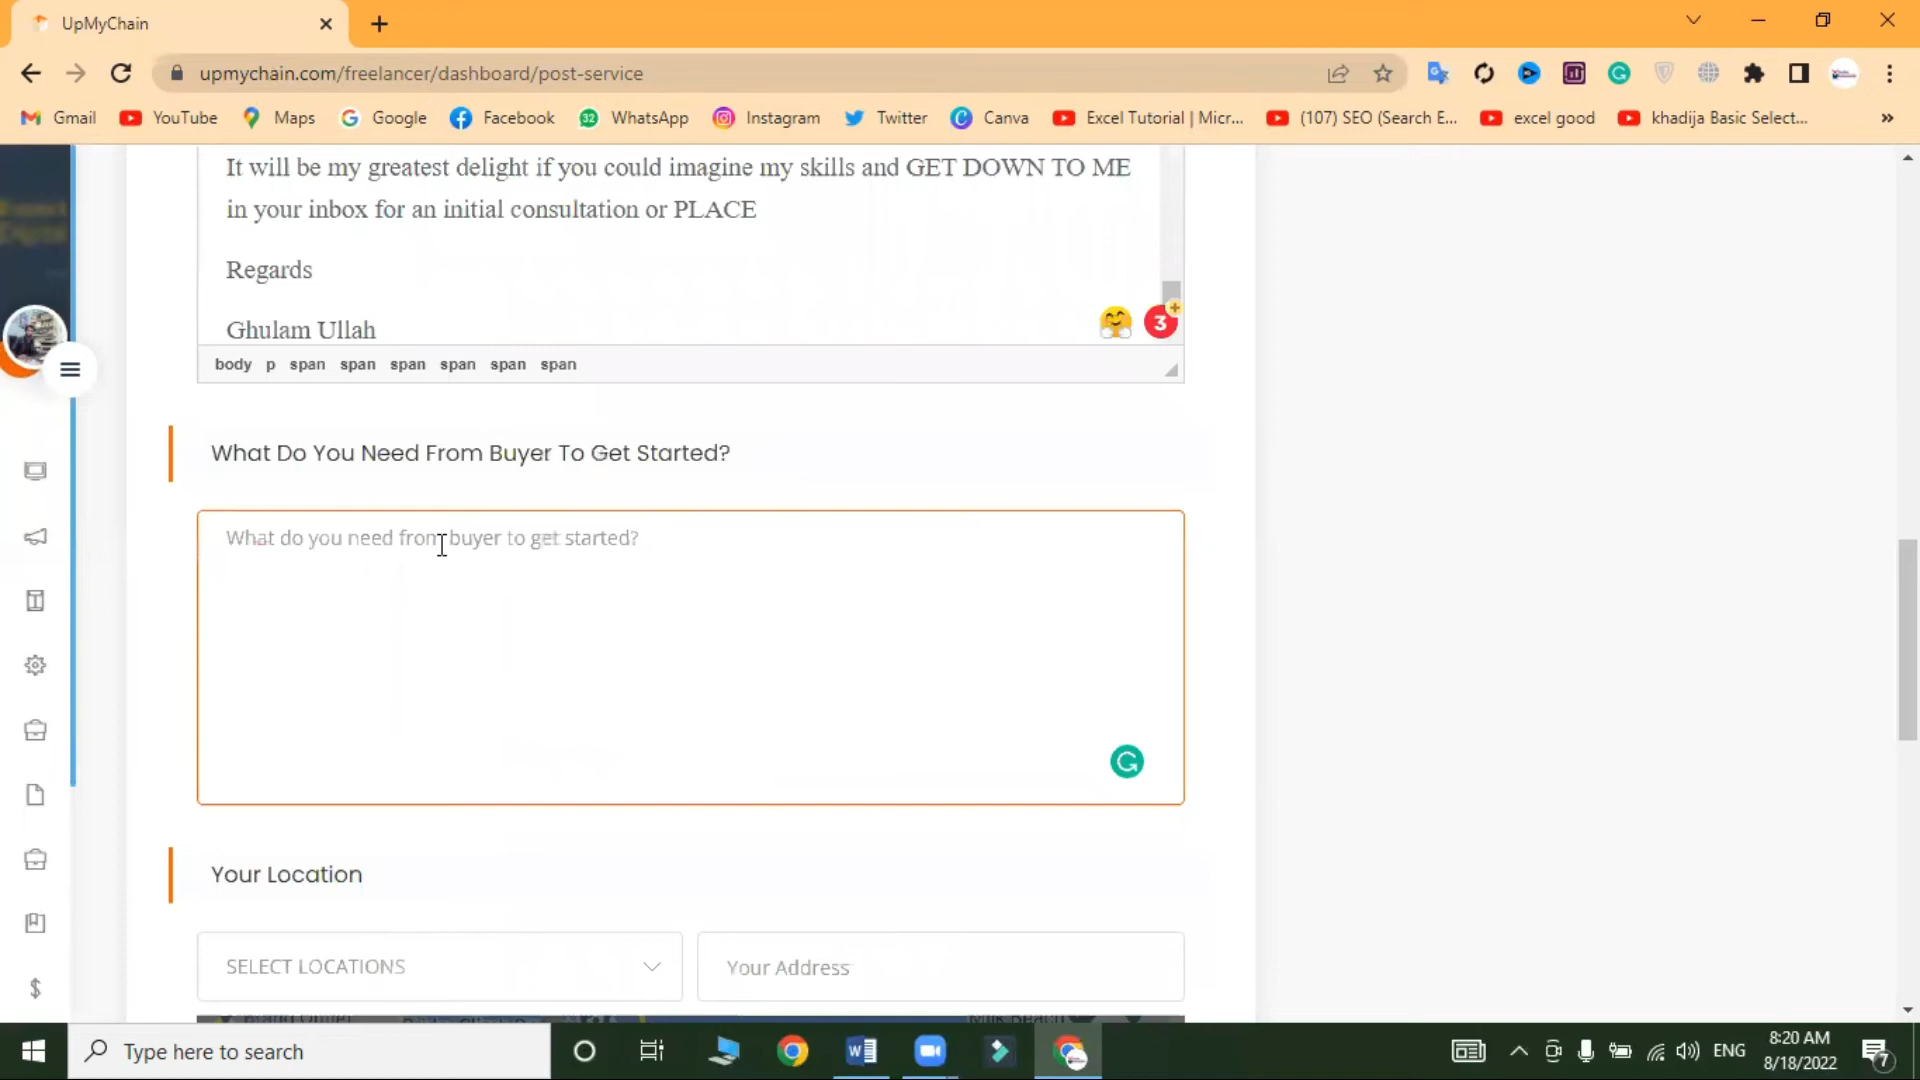 UpMyChain
upmychain.com/freelancer/dashboard/post-service
Gmail
YouTube
Maps
Google
Facebook
32 WhatsApp
Instagram
Twitter
Canva
Excel Tutorial | Micr...
(107) SEO (Search E...
excel good
khadija Basic Select...
»
It will be my greatest delight if you could imagine my skills and GET DOWN TO ME
in your inbox for an initial consultation or PLACE
Regards
Ghulam Ullah
3
body p span span span span span span
What Do You Need From Buyer To Get Started?
What do you need from buyer to get started?
Your Location
SELECT LOCATIONS
Your Address
Type here to search
ENG
8:20 AM
8/18/2022
7